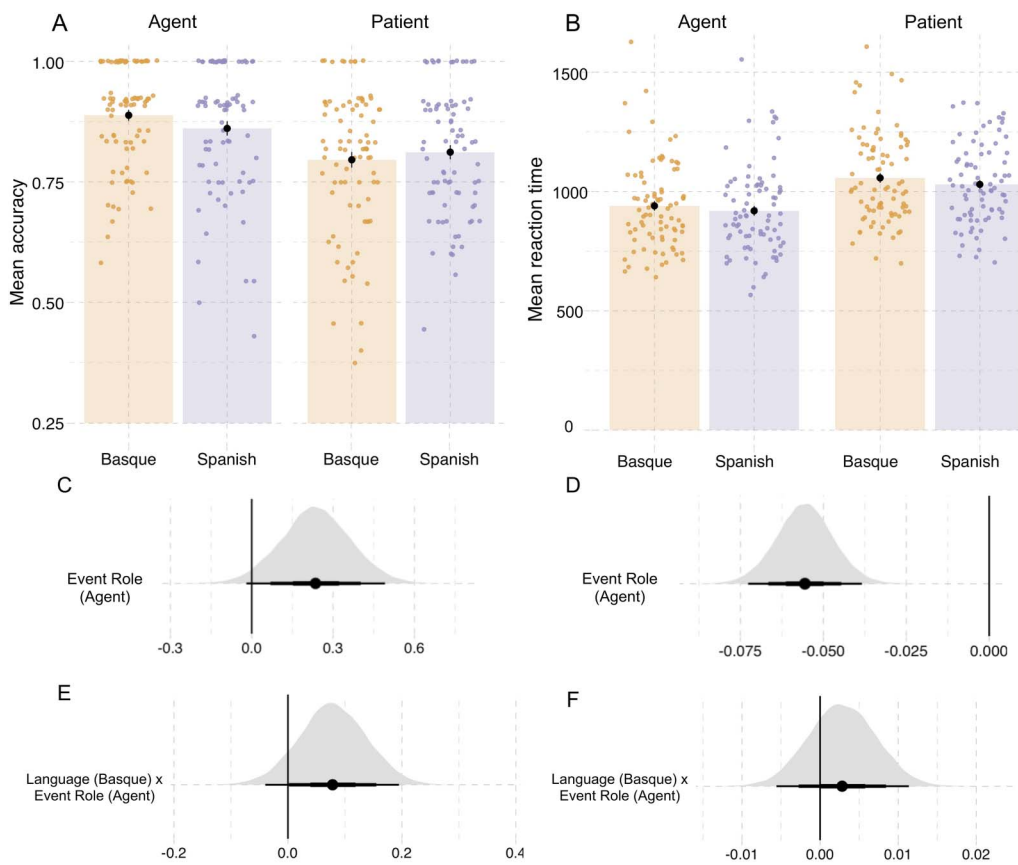 A
Agent Patient
Mean accuracy
1.00
0.75
0.50
0.25
Basque Spanish Basque Spanish
B
Agent Patient
Mean reaction time
1500
1000
500
0
Basque Spanish Basque Spanish
C
Event Role
(Agent)
-0.3 0.0 0.3 0.6
D
Event Role
(Agent)
-0.075 -0.050 -0.025 0.000
E
Language (Basque) x
Event Role (Agent)
-0.2 0.0 0.2 0.4
F
Language (Basque) x
Event Role (Agent)
-0.01 0.00 0.01 0.02